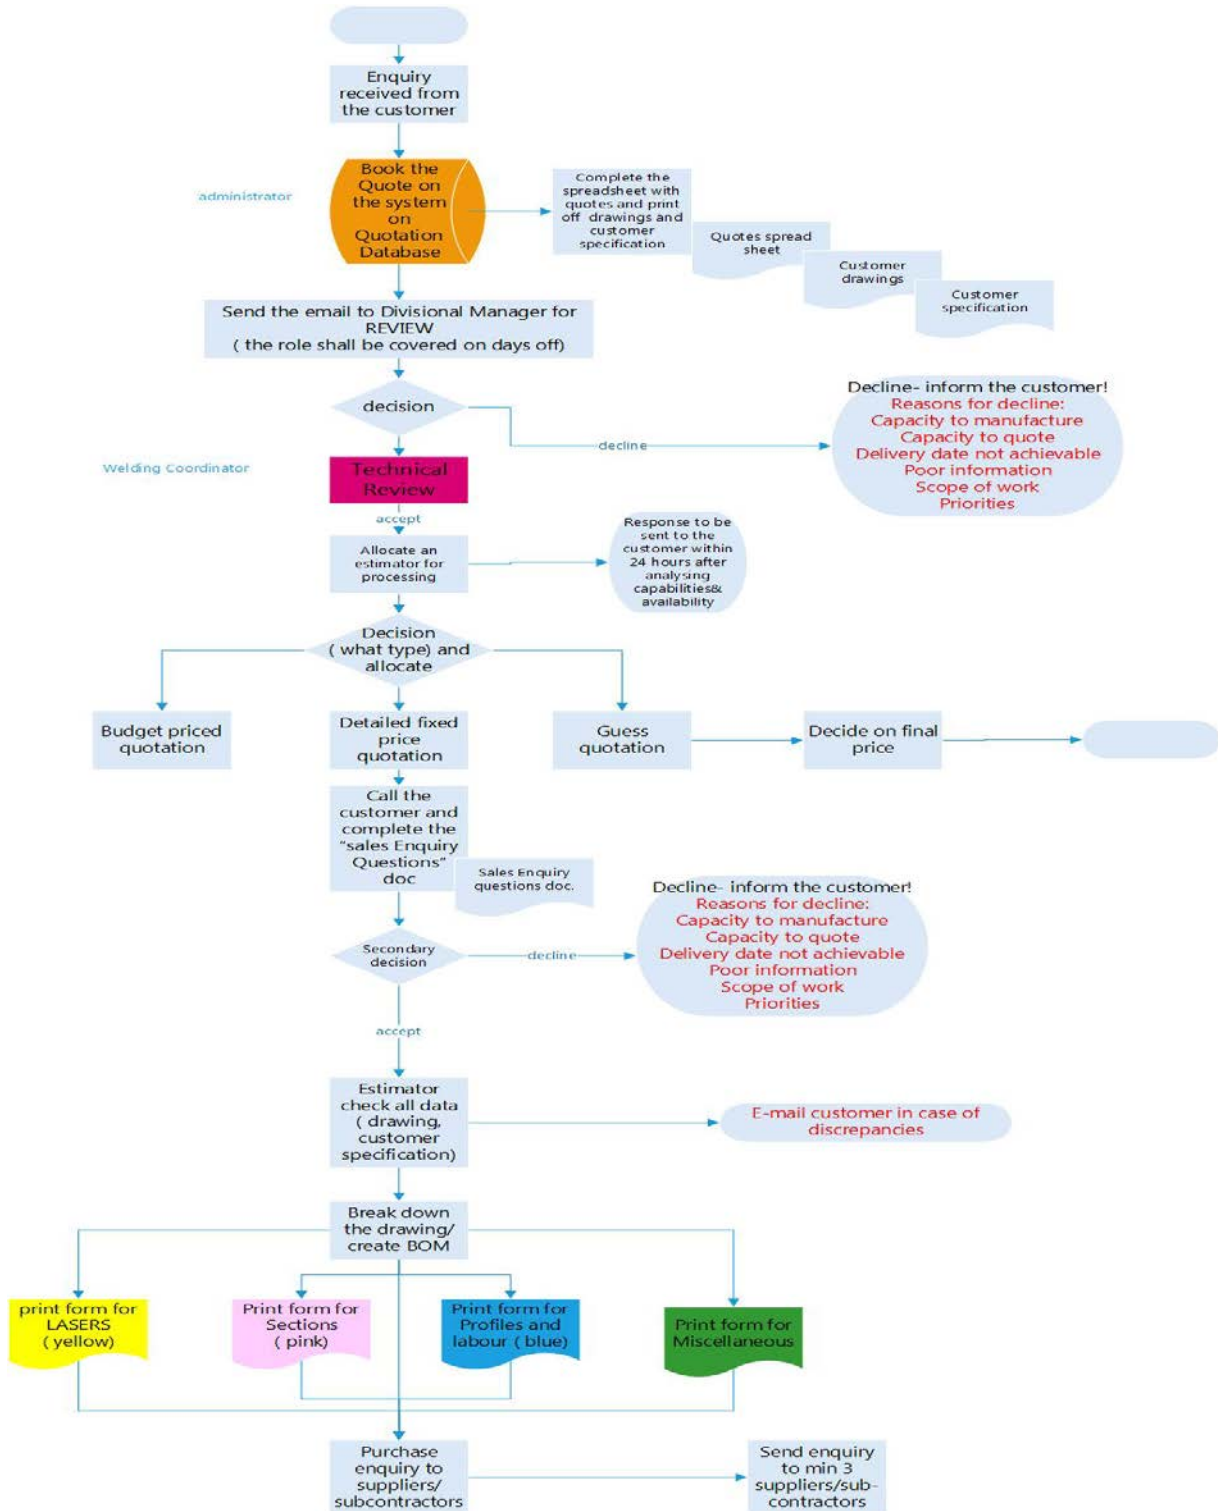 Enquiry
received from
the customer
administrator
Book the
Quote on
the system
on
Quotation
Database
Complete the
spreadsheet with
quotes and print
off drawings and
customer
specification
Quotes spread
sheet
Customer
drawings
Customer
specification
Send the email to Divisional Manager for
REVIEW
( the role shall be covered on days off)
decision
decline
Decline- inform the customer!
Reasons for decline:
Capacity to manufacture
Capacity to quote
Delivery date not achievable
Poor information
Scope of work
Priorities
Welding Coordinator
Technical
Review
accept
Allocate an
estimator for
processing
Response to be
sent to the
customer within
24 hours after
analysing
capabilities&
availability
Decision
( what type) and
allocate
Budget priced
quotation
Detailed fixed
price
quotation
Guess
quotation
Decide on final
price
Call the
customer and
complete the
“sales Enquiry
Questions”
doc
Sales Enquiry
questions doc.
Secondary
decision
decline
Decline- inform the customer!
Reasons for decline:
Capacity to manufacture
Capacity to quote
Delivery date not achievable
Poor information
Scope of work
Priorities
accept
Estimator
check all data
( drawing,
customer
specification)
E-mail customer in case of
discrepancies
Break down
the drawing/
create BOM
print form for
LASERS
( yellow)
Print form for
Sections
( pink)
Print form for
Profiles and
labour ( blue)
Print form for
Miscellaneous
Purchase
enquiry to
suppliers/
subcontractors
Send enquiry
to min 3
suppliers/sub-
contractors